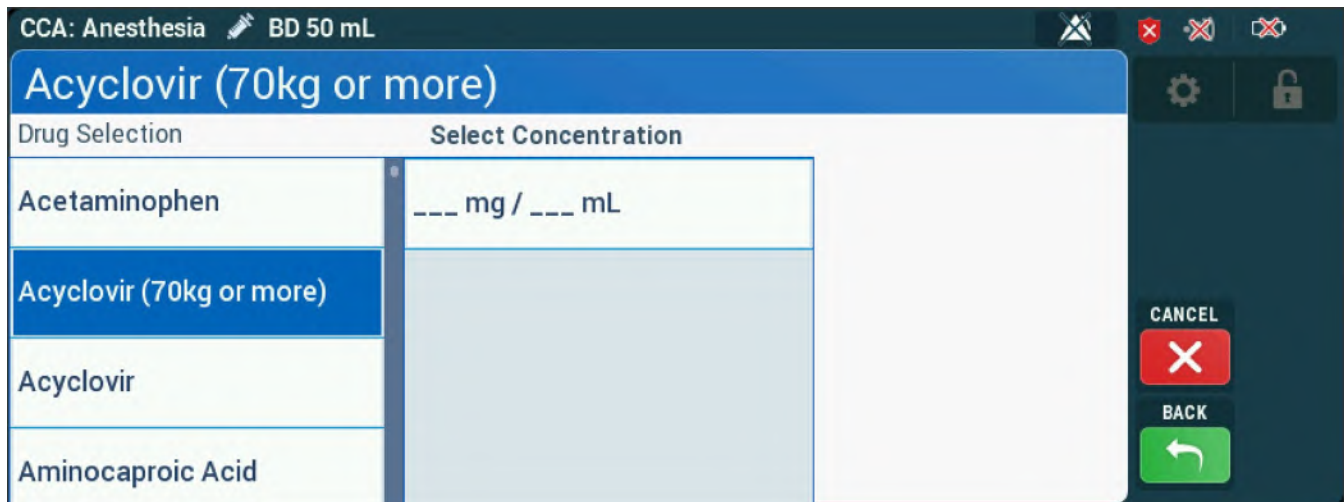 CCA: Anesthesia BD 50 mL
Acyclovir (70kg or more)
Drug Selection
Select Concentration
Acetaminophen
___ mg / ___ mL
Acyclovir (70kg or more)
Acyclovir
Aminocaproic Acid
CANCEL
BACK